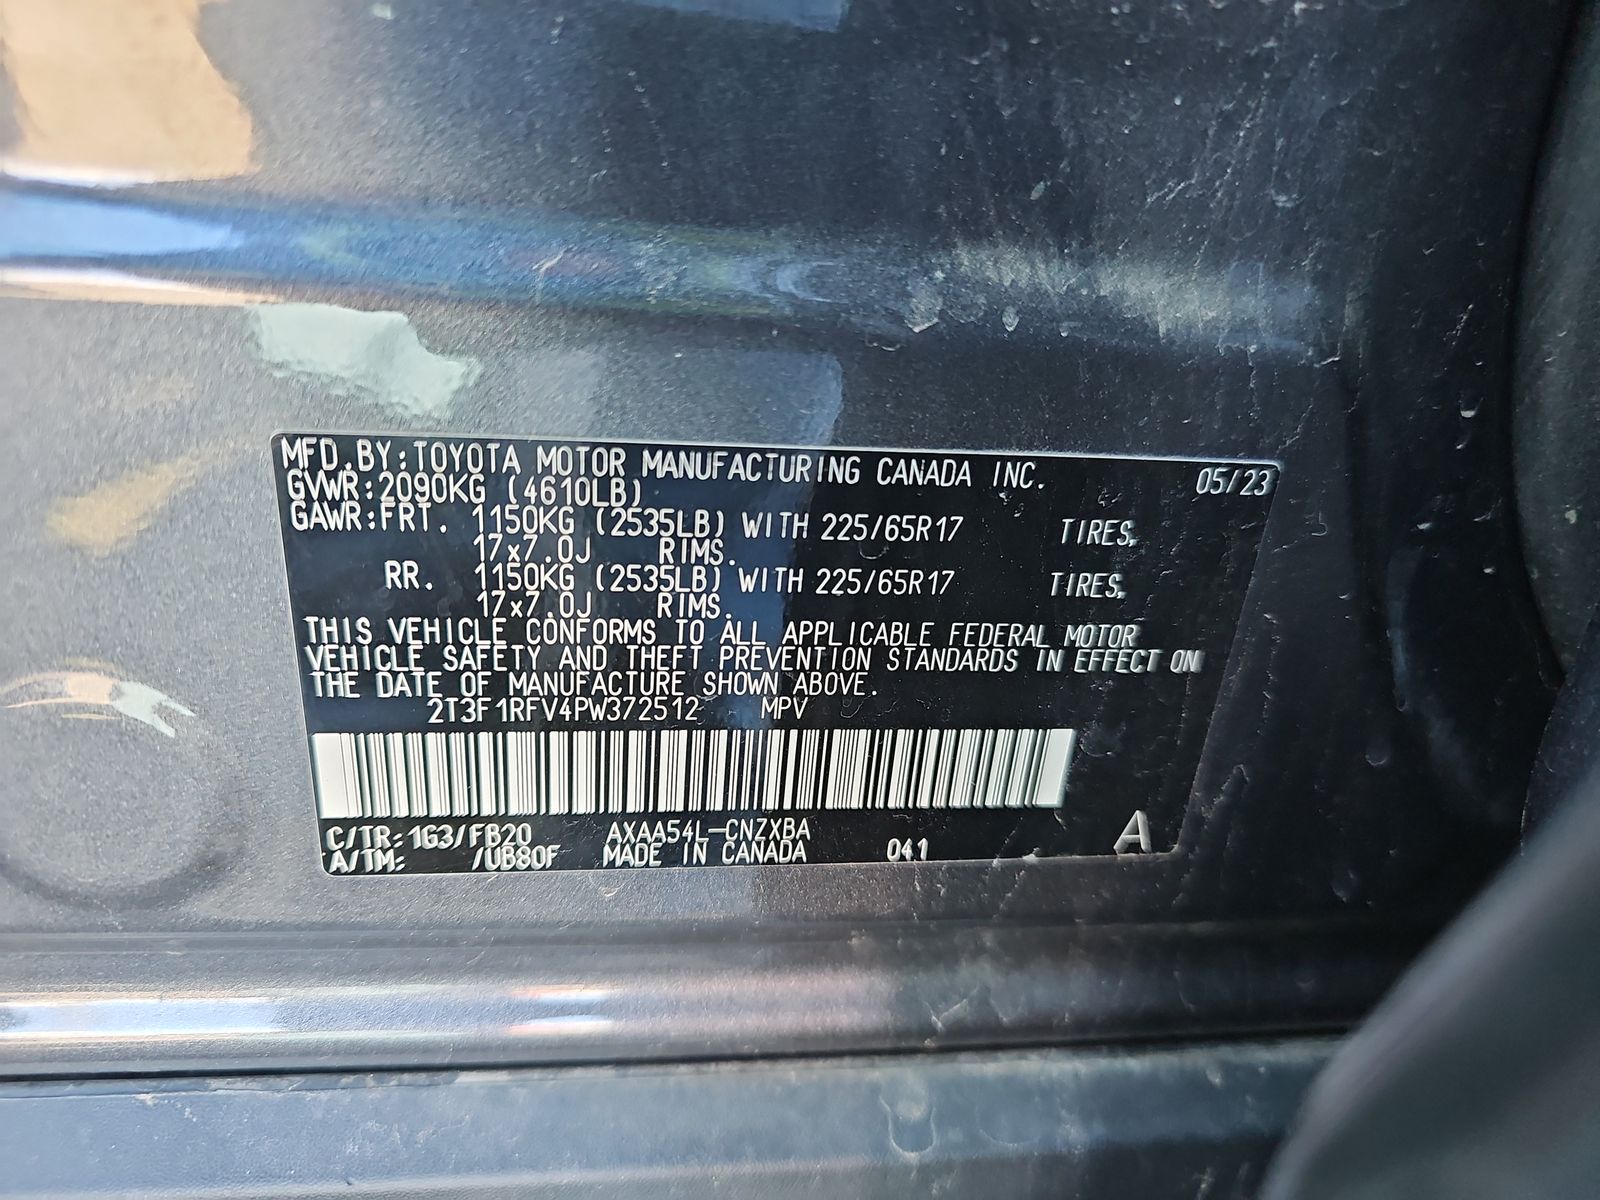 MFD. BY: TOYOTA MOTOR MANUFACTURING CANADA INC. 05/23
GVWR: 2090KG (4610LB)
GAWR: FRT. 1150KG (2535LB) WITH 225/65R17 TIRES,
17x7.0J RIMS.
RR. 1150KG (2535LB) WITH 225/65R17 TIRES,
17x7.0J RIMS.
THIS VEHICLE CONFORMS TO ALL APPLICABLE FEDERAL MOTOR
VEHICLE SAFETY AND THEFT PREVENTION STANDARDS IN EFFECT ON
THE DATE OF MANUFACTURE SHOWN ABOVE.
2T3F1RFV4PW372512 MPV
C/TR: 1G3/FB20 AXAA54L-CNZXBA
A/TM: /UB80F MADE IN CANADA 041 A